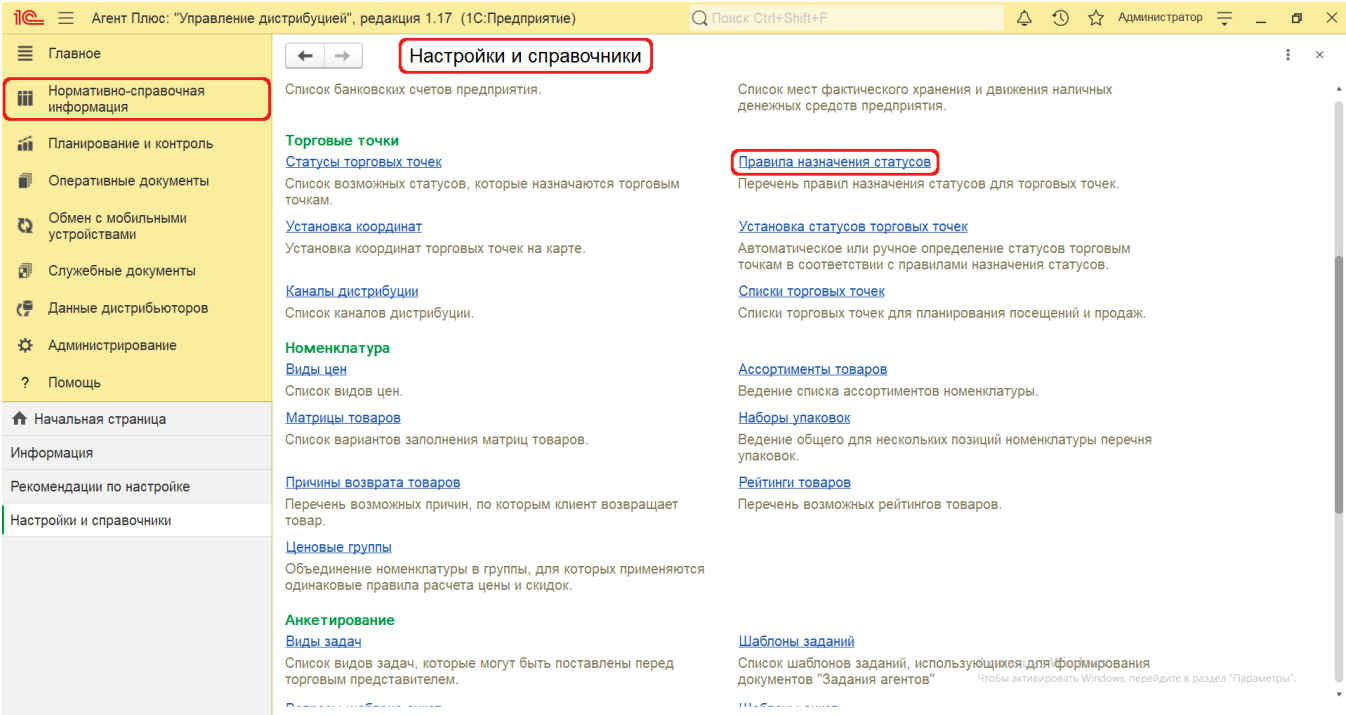 1С Агент Плюс: "Управление дистрибуцией", редакция 1.17 (1С:Предприятие)
Поиск Ctrl+Shift+F
Администратор
Главное
Нормативно-справочная
информация
Планирование и контроль
Оперативные документы
Обмен с мобильными
устройствами
Служебные документы
Данные дистрибьюторов
Администрирование
? Помощь
Начальная страница
Информация
Рекомендации по настройке
Настройки и справочники
Настройки и справочники
Список банковских счетов предприятия.
Список мест фактического хранения и движения наличных
денежных средств предприятия.
Торговые точки
Статусы торговых точек
Список возможных статусов, которые назначаются торговым
точкам.
Правила назначения статусов
Перечень правил назначения статусов для торговых точек.
Установка координат
Установка координат торговых точек на карте.
Установка статусов торговых точек
Автоматическое или ручное определение статусов торговым
точкам в соответствии с правилами назначения статусов.
Каналы дистрибуции
Список каналов дистрибуции.
Списки торговых точек
Списки торговых точек для планирования посещений и продаж.
Номенклатура
Виды цен
Список видов цен.
Ассортименты товаров
Ведение списка ассортиментов номенклатуры.
Матрицы товаров
Список вариантов заполнения матриц товаров.
Наборы упаковок
Ведение общего для нескольких позиций номенклатуры перечня
упаковок.
Причины возврата товаров
Перечень возможных причин, по которым клиент возвращает
товар.
Рейтинги товаров
Перечень возможных рейтингов товаров.
Ценовые группы
Объединение номенклатуры в группы, для которых применяются
одинаковые правила расчета цены и скидок.
Анкетирование
Виды задач
Список видов задач, которые могут быть поставлены перед
торговым представителем.
Шаблоны заданий
Список шаблонов заданий, использующихся для формирования
документов "Задания агентов"
Чтобы активировать Windows, перейдите в раздел "Параметры".